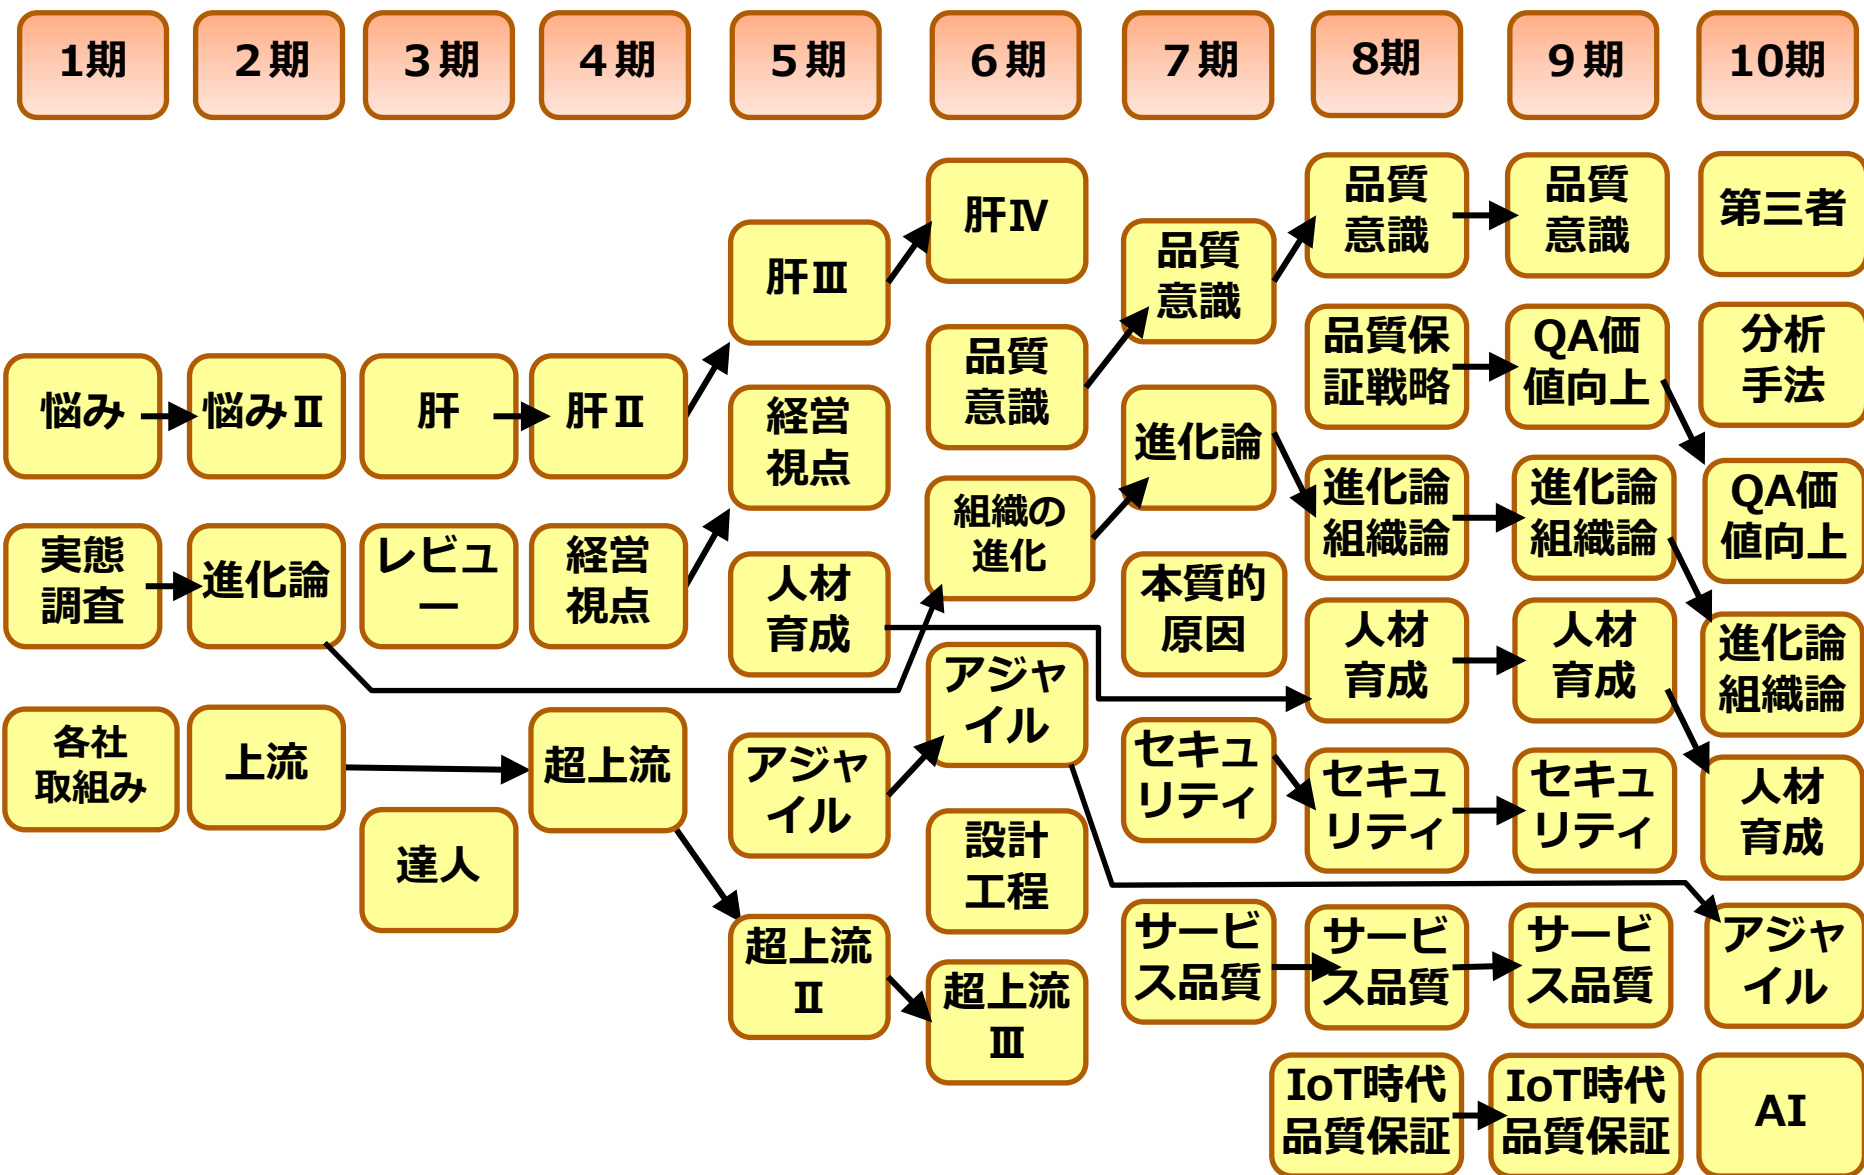 1期
２期
３期
４期
５期
６期
７期
8期
９期
10期
悩み
実態
調査
各社
取組み
悩みⅡ
進化論
上流
肝
レビュ
ー
達人
肝Ⅱ
経営
視点
超上流
肝Ⅲ
経営
視点
人材
育成
アジャ
イル
超上流
Ⅱ
肝Ⅳ
品質
意識
組織の
進化
アジャ
イル
設計
工程
超上流
Ⅲ
品質
意識
進化論
本質的
原因
セキュ
リティ
サービ
ス品質
品質
意識
品質保
証戦略
進化論
組織論
人材
育成
セキュ
リティ
サービ
ス品質
IoT時代
品質保証
品質
意識
QA価
値向上
進化論
組織論
人材
育成
セキュ
リティ
サービ
ス品質
IoT時代
品質保証
第三者
分析
手法
QA価
値向上
進化論
組織論
人材
育成
アジャ
イル
AI